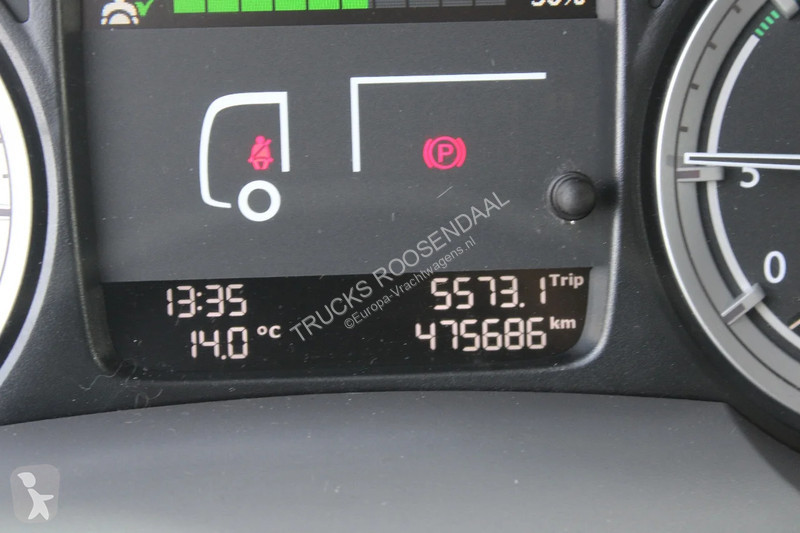 P
5
0
13:35
5573.1 Trip
14.0 °C
475686 km
TRUCKS ROOSENDAAL
©Europa-Vrachtwagens.nl